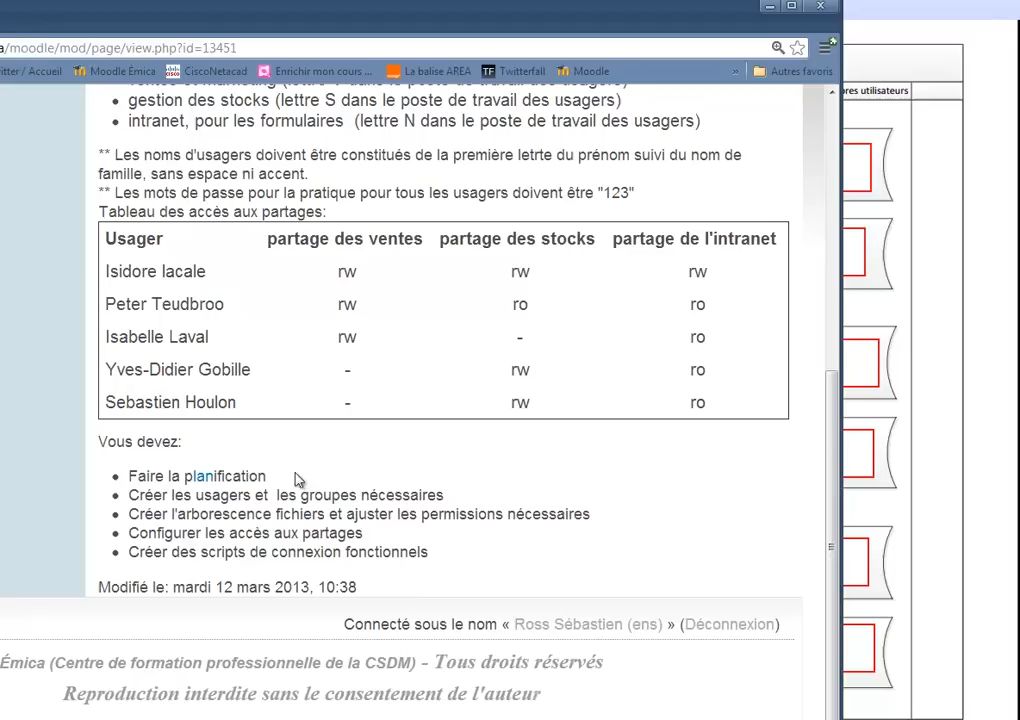 a/moodle/mod/page/view.php?id=13451
itter / Accueil Moodle Émica CiscoNetacad Enrichir mon cours ... La balise AREA TF Twitterfall Moodle » Autres favoris
res utilisateurs
gestion des stocks (lettre S dans le poste de travail des usagers)
intranet, pour les formulaires (lettre N dans le poste de travail des usagers)
** Les noms d'usagers doivent être constitués de la première letrte du prénom suivi du nom de
famille, sans espace ni accent.
** Les mots de passe pour la pratique pour tous les usagers doivent être "123"
Tableau des accès aux partages:
Usager partage des ventes partage des stocks partage de l'intranet
Isidore lacale rw rw rw
Peter Teudbroo rw ro ro
Isabelle Laval rw - ro
Yves-Didier Gobille - rw ro
Sebastien Houlon - rw ro
Vous devez:
Faire la planification
Créer les usagers et les groupes nécessaires
Créer l'arborescence fichiers et ajuster les permissions nécessaires
Configurer les accès aux partages
Créer des scripts de connexion fonctionnels
Modifié le: mardi 12 mars 2013, 10:38
Connecté sous le nom « Ross Sébastien (ens) » (Déconnexion)
Émica (Centre de formation professionnelle de la CSDM) - Tous droits réservés
Reproduction interdite sans le consentement de l'auteur